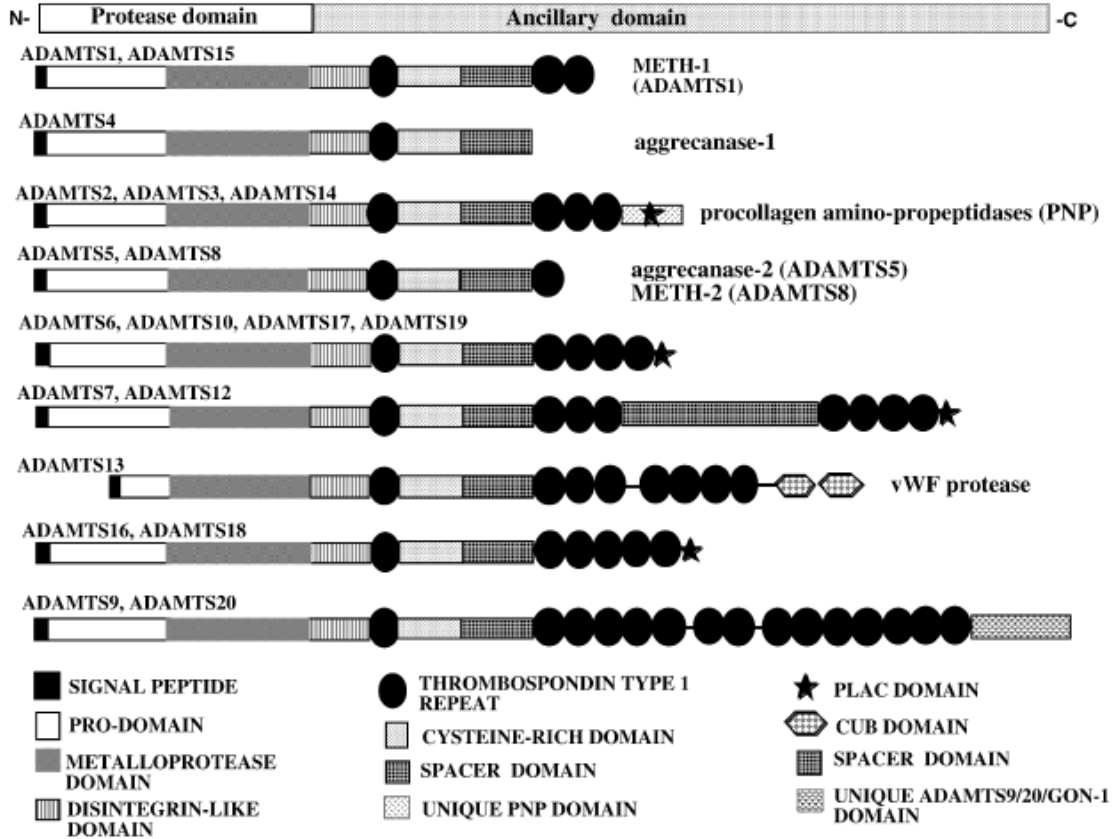 N- Protease domain Ancillary domain -C
ADAMTS1, ADAMTS15
METH-1
(ADAMTS1)
ADAMTS4
aggrecanase-1
ADAMTS2, ADAMTS3, ADAMTS14
procollagen amino-propeptidases (PNP)
ADAMTS5, ADAMTS8
aggrecanase-2 (ADAMTS5)
METH-2 (ADAMTS8)
ADAMTS6, ADAMTS10, ADAMTS17, ADAMTS19
ADAMTS7, ADAMTS12
ADAMTS13
vWF protease
ADAMTS16, ADAMTS18
ADAMTS9, ADAMTS20
SIGNAL PEPTIDE
PRO-DOMAIN
METALLOPROTEASE
DOMAIN
DISINTEGRIN-LIKE
DOMAIN
THROMBOSPONDIN TYPE 1
REPEAT
CYSTEINE-RICH DOMAIN
SPACER DOMAIN
UNIQUE PNP DOMAIN
PLAC DOMAIN
CUB DOMAIN
SPACER DOMAIN
UNIQUE ADAMTS9/20/GON-1
DOMAIN